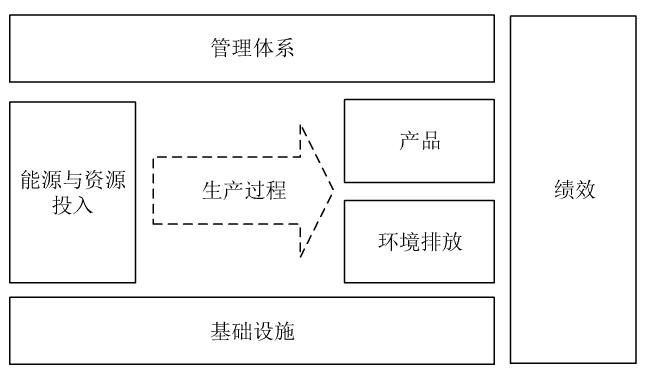 管理体系
能源与资源
投入
生产过程
产品
环境排放
绩效
基础设施